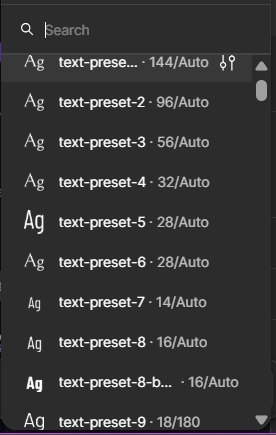 Search
Ag text-prese... · 144/Auto
Ag text-preset-2 · 96/Auto
Ag text-preset-3 · 56/Auto
Ag text-preset-4 · 32/Auto
Ag text-preset-5 · 28/Auto
Ag text-preset-6 · 28/Auto
Ag text-preset-7 · 14/Auto
Ag text-preset-8 · 16/Auto
Ag text-preset-8-b... · 16/Auto
Ag text-preset-9 · 18/180